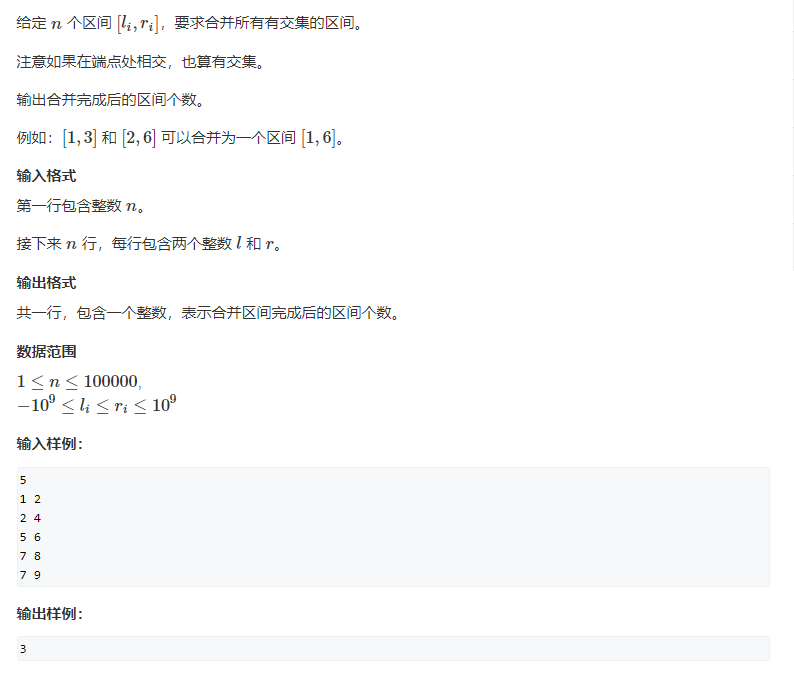 给定 n 个区间 [l_i, r_i]，要求合并所有有交集的区间。
注意如果在端点处相交，也算有交集。
输出合并完成后的区间个数。
例如：[1,3] 和 [2,6] 可以合并为一个区间 [1,6]。
输入格式
第一行包含整数 n。
接下来 n 行，每行包含两个整数 l 和 r。
输出格式
共一行，包含一个整数，表示合并区间完成后的区间个数。
数据范围
1 ≤ n ≤ 100000,
−10^9 ≤ l_i ≤ r_i ≤ 10^9
输入样例：
5
1 2
2 4
5 6
7 8
7 9
输出样例：
3